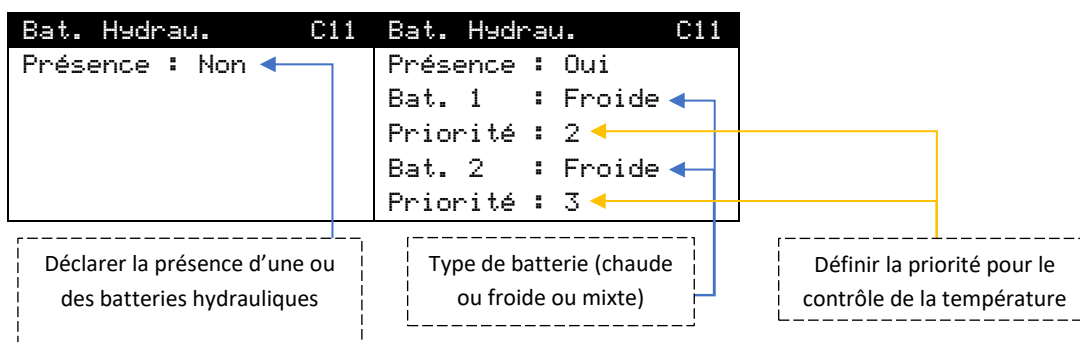 Bat. Hydrau. C11
Présence : Non
Bat. Hydrau. C11
Présence : Oui
Bat. 1 : Froide
Priorité : 2
Bat. 2 : Froide
Priorité : 3
Déclarer la présence d’une ou
des batteries hydrauliques
Type de batterie (chaude
ou froide ou mixte)
Définir la priorité pour le
contrôle de la température